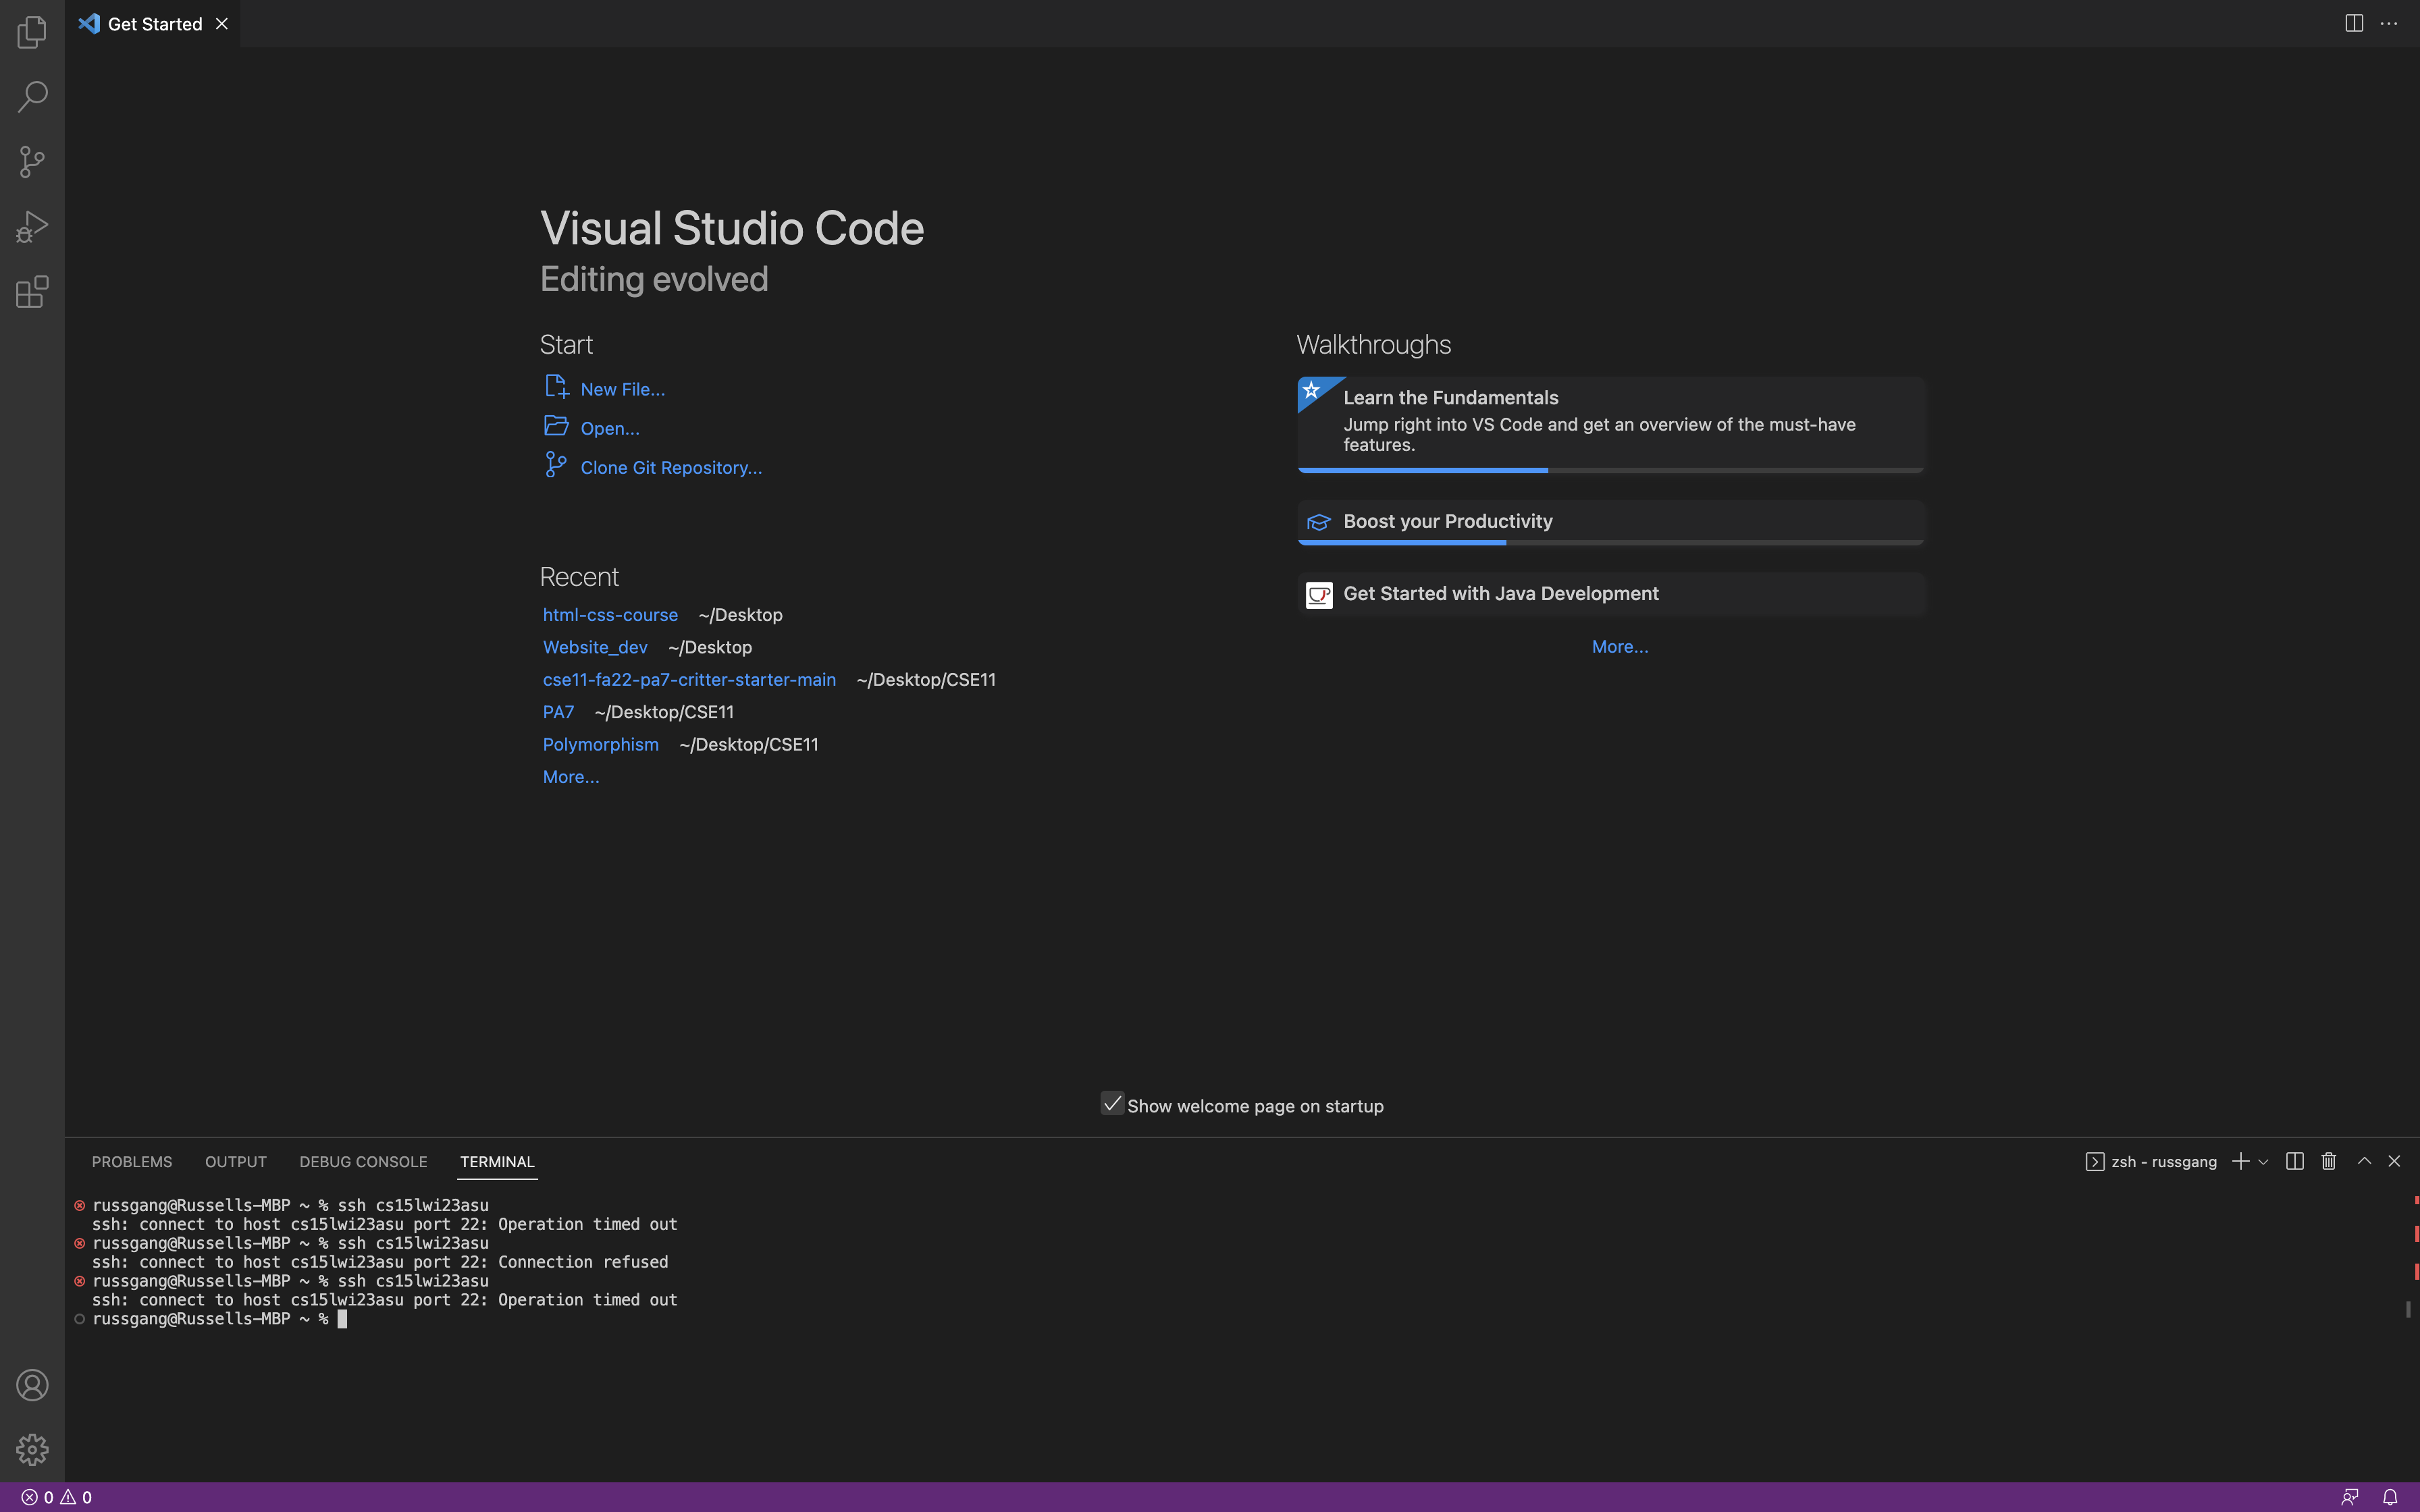 Get Started
Visual Studio Code
Editing evolved
Start
New File...
Open...
Clone Git Repository...
Recent
html-css-course ~/Desktop
Website_dev ~/Desktop
cse11-fa22-pa7-critter-starter-main ~/Desktop/CSE11
PA7 ~/Desktop/CSE11
Polymorphism ~/Desktop/CSE11
More...
Walkthroughs
Learn the Fundamentals
Jump right into VS Code and get an overview of the must-have
features.
Boost your Productivity
Get Started with Java Development
More...
Show welcome page on startup
PROBLEMS OUTPUT DEBUG CONSOLE TERMINAL
zsh - russgang
russgang@Russells-MBP ~ % ssh cs15lwi23asu
ssh: connect to host cs15lwi23asu port 22: Operation timed out
russgang@Russells-MBP ~ % ssh cs15lwi23asu
ssh: connect to host cs15lwi23asu port 22: Connection refused
russgang@Russells-MBP ~ % ssh cs15lwi23asu
ssh: connect to host cs15lwi23asu port 22: Operation timed out
russgang@Russells-MBP ~ %
0 0